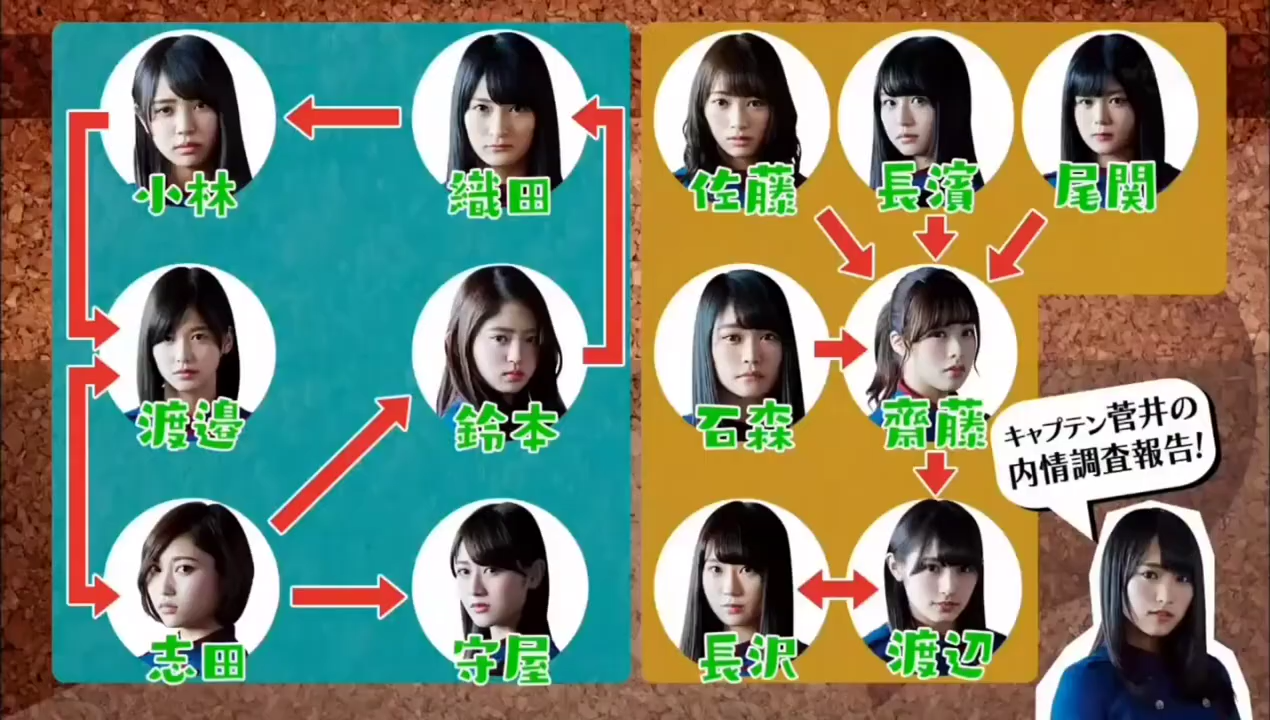 小林
織田
佐藤
長濱
尾関
渡邉
鈴本
石森
齋藤
キャプテン菅井の
内情調査報告!
志田
守屋
長沢
渡辺